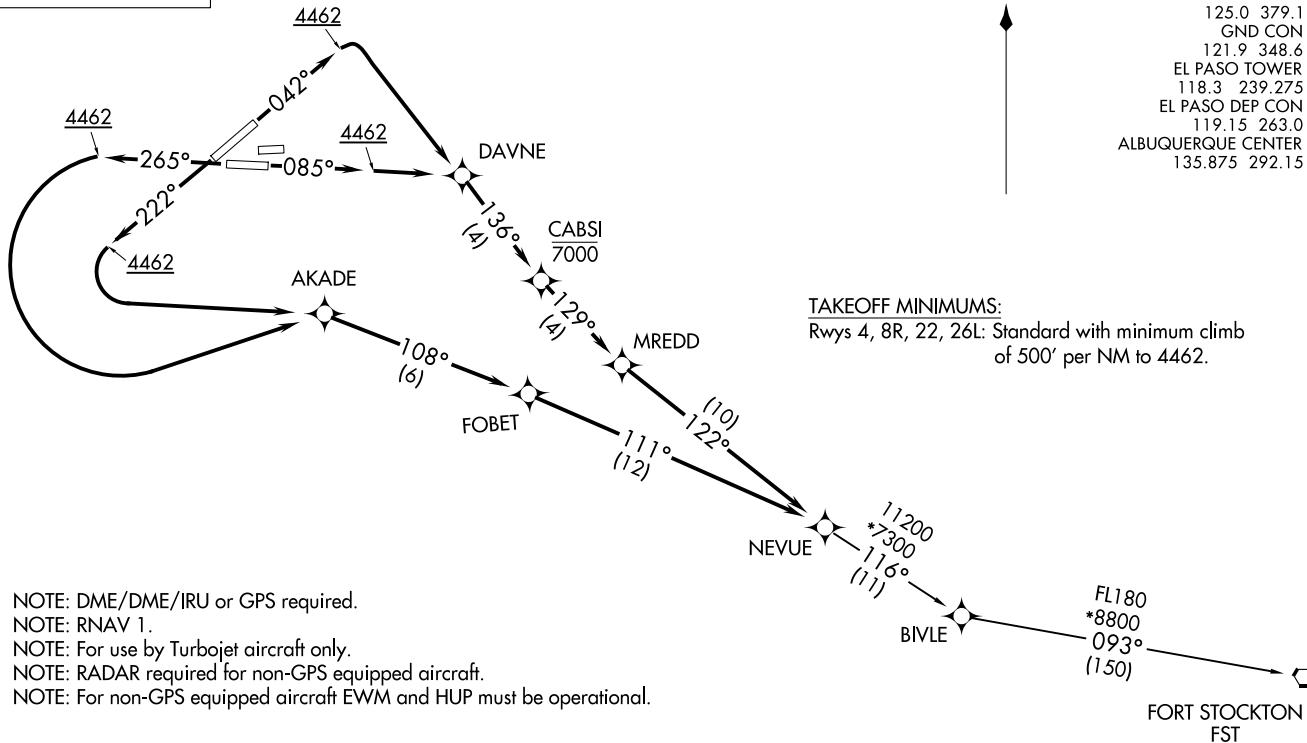 125.0 379.1
GND CON
121.9 348.6
EL PASO TOWER
118.3 239.275
EL PASO DEP CON
119.15 263.0
ALBUQUERQUE CENTER
135.875 292.15
4462
042°
4462
4462
265°
085°
DAVNE
222°
136°
(4)
CABSI
7000
4462
AKADE
129°
(4)
TAKEOFF MINIMUMS:
Rwys 4, 8R, 22, 26L: Standard with minimum climb
of 500' per NM to 4462.
MREDD
108°
(6)
FOBET
(10)
122°
111°
(12)
NEVUE
11200
*7300
116°
(11)
BIVLE
FL180
*8800
093°
(150)
FORT STOCKTON
FST
NOTE: DME/DME/IRU or GPS required.
NOTE: RNAV 1.
NOTE: For use by Turbojet aircraft only.
NOTE: RADAR required for non-GPS equipped aircraft.
NOTE: For non-GPS equipped aircraft EWM and HUP must be operational.